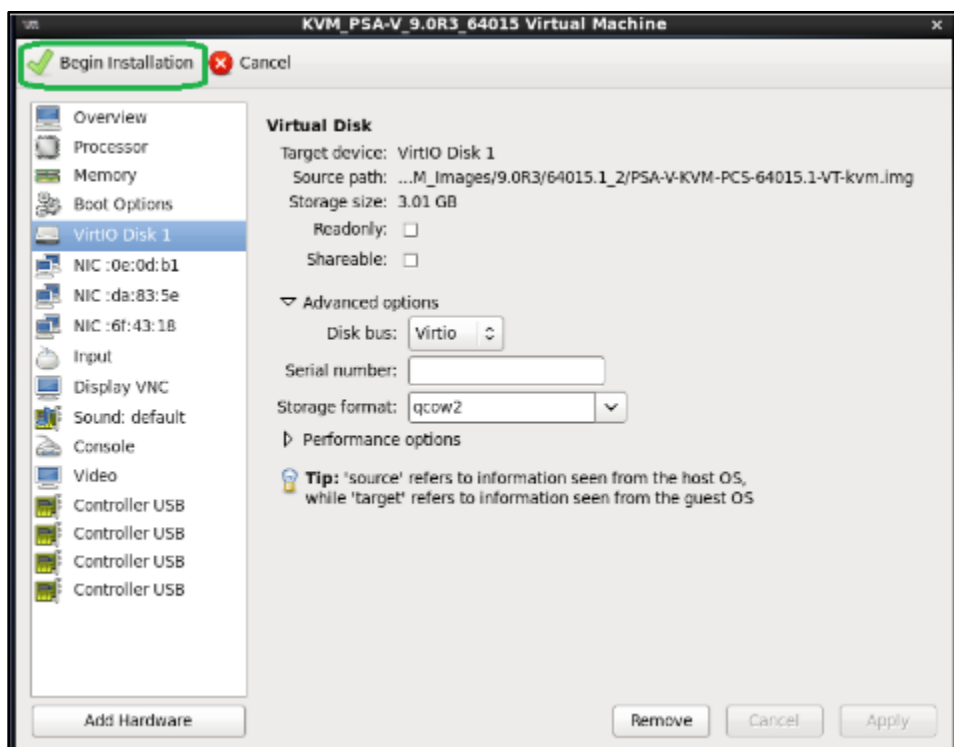 KVM_PSA-V_9.0R3_64015 Virtual Machine
Begin Installation
Cancel
Overview
Processor
Memory
Boot Options
VirtIO Disk 1
NIC :0e:0d:b1
NIC :da:83:5e
NIC :6f:43:18
Input
Display VNC
Sound: default
Console
Video
Controller USB
Controller USB
Controller USB
Controller USB
Add Hardware
Virtual Disk
Target device: VirtIO Disk 1
Source path: ...M_Images/9.0R3/64015.1_2/PSA-V-KVM-PCS-64015.1-VT-kvm.img
Storage size: 3.01 GB
Readonly:
Shareable:
Advanced options
Disk bus: Virtio
Serial number:
Storage format: qcow2
Performance options
Tip: 'source' refers to information seen from the host OS,
while 'target' refers to information seen from the guest OS
Remove
Cancel
Apply